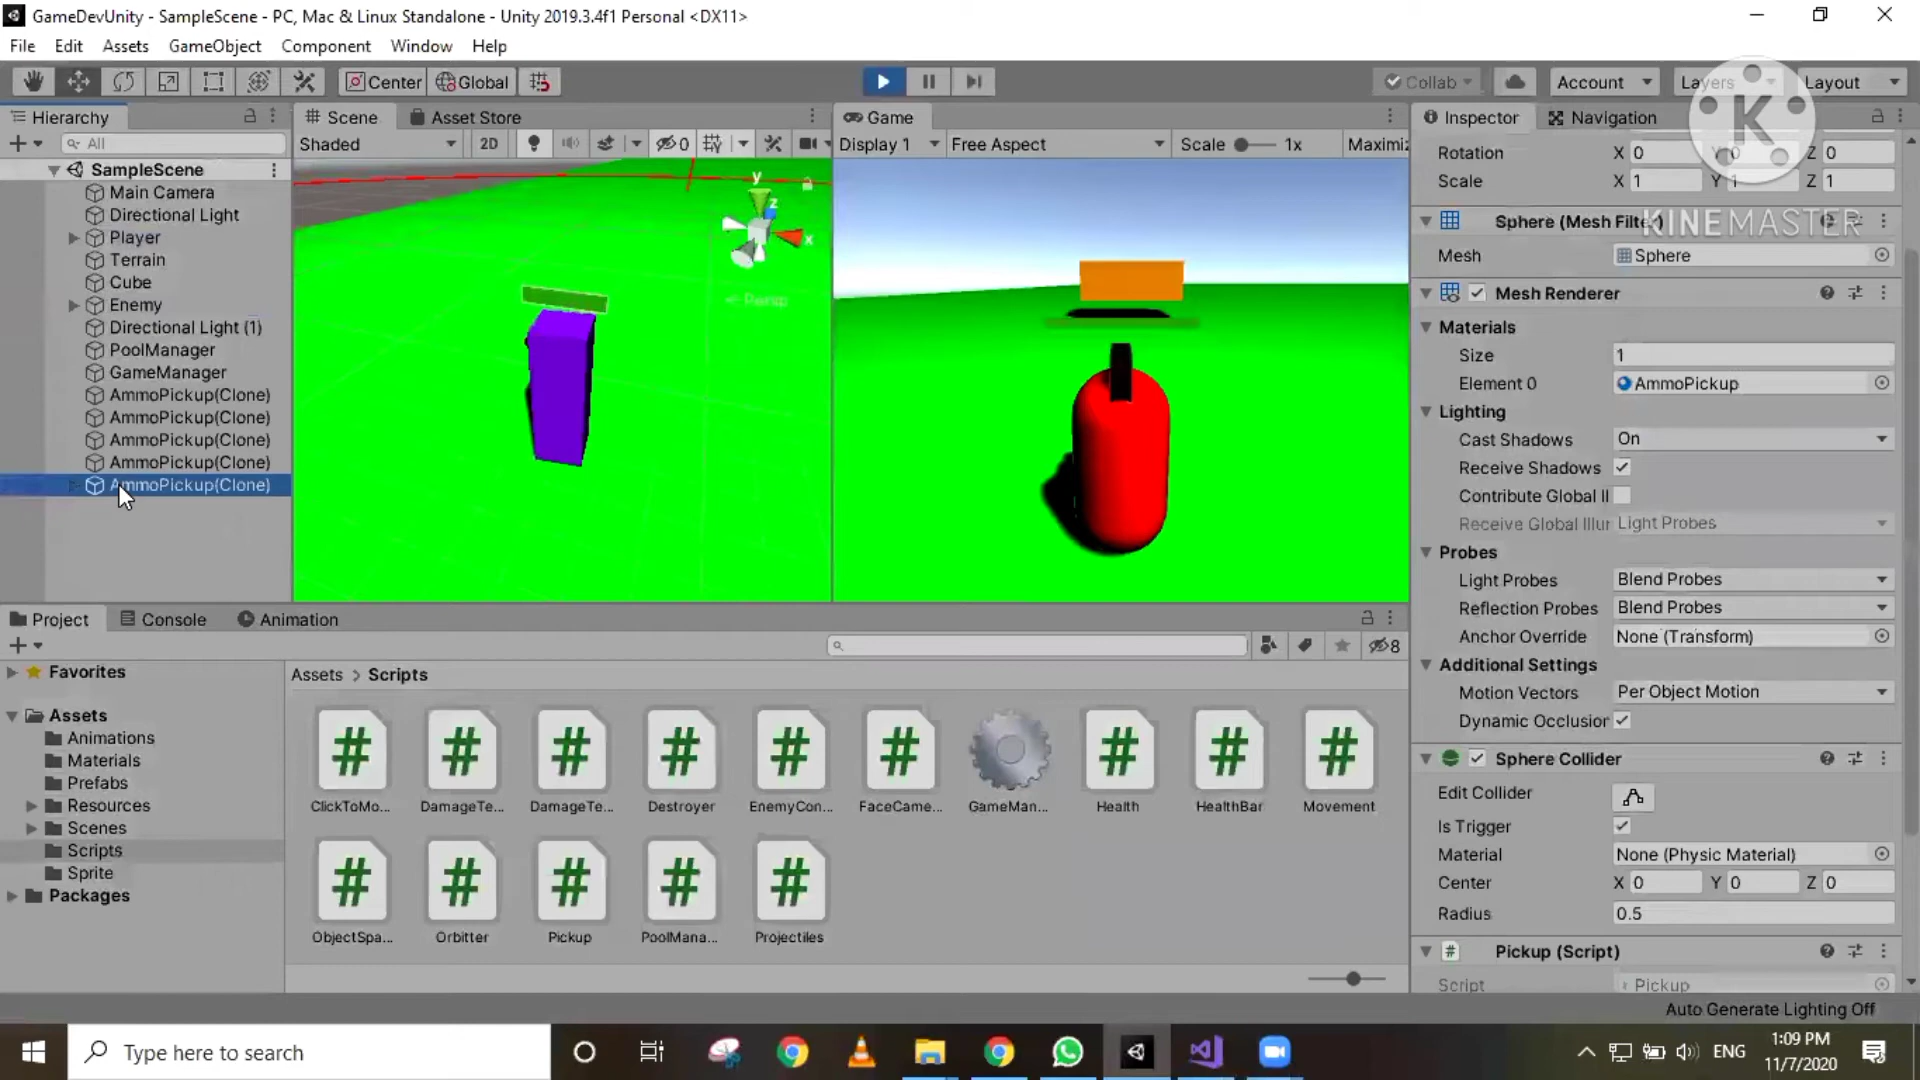 GameDevUnity - SampleScene - PC, Mac & Linux Standalone - Unity 2019.3.4f1 Personal <DX11>
File Edit Assets GameObject Component Window Help
Center Global Collab Account Layers Layout
Hierarchy
All
SampleScene
Main Camera
Directional Light
Player
Terrain
Cube
Enemy
Directional Light (1)
PoolManager
GameManager
AmmoPickup(Clone)
AmmoPickup(Clone)
AmmoPickup(Clone)
AmmoPickup(Clone)
AmmoPickup(Clone)
Scene Asset Store
Shaded 2D 0
y
z
x
Persp
Game
Display 1 Free Aspect Scale 1x Maximi
Inspector Navigation
Rotation X 0 Y 0 Z 0
Scale X 1 Y 1 Z 1
K
KINEMASTER
Sphere (Mesh Filter)
Mesh Sphere
Mesh Renderer
Materials
Size 1
Element 0 AmmoPickup
Lighting
Cast Shadows On
Receive Shadows
Contribute Global Il
Receive Global Illur Light Probes
Probes
Light Probes Blend Probes
Reflection Probes Blend Probes
Anchor Override None (Transform)
Additional Settings
Motion Vectors Per Object Motion
Dynamic Occlusior
Sphere Collider
Edit Collider
Is Trigger
Material None (Physic Material)
Center X 0 Y 0 Z 0
Radius 0.5
Pickup (Script)
Script Pickup
Auto Generate Lighting Off
Project Console Animation
8
Favorites
Assets
Animations
Materials
Prefabs
Resources
Scenes
Scripts
Sprite
Packages
Assets > Scripts
ClickToMo... DamageTe... DamageTe... Destroyer EnemyCon... FaceCame... GameMan... Health HealthBar Movement
ObjectSpa... Orbitter Pickup PoolMana... Projectiles
Type here to search
ENG
1:09 PM
11/7/2020